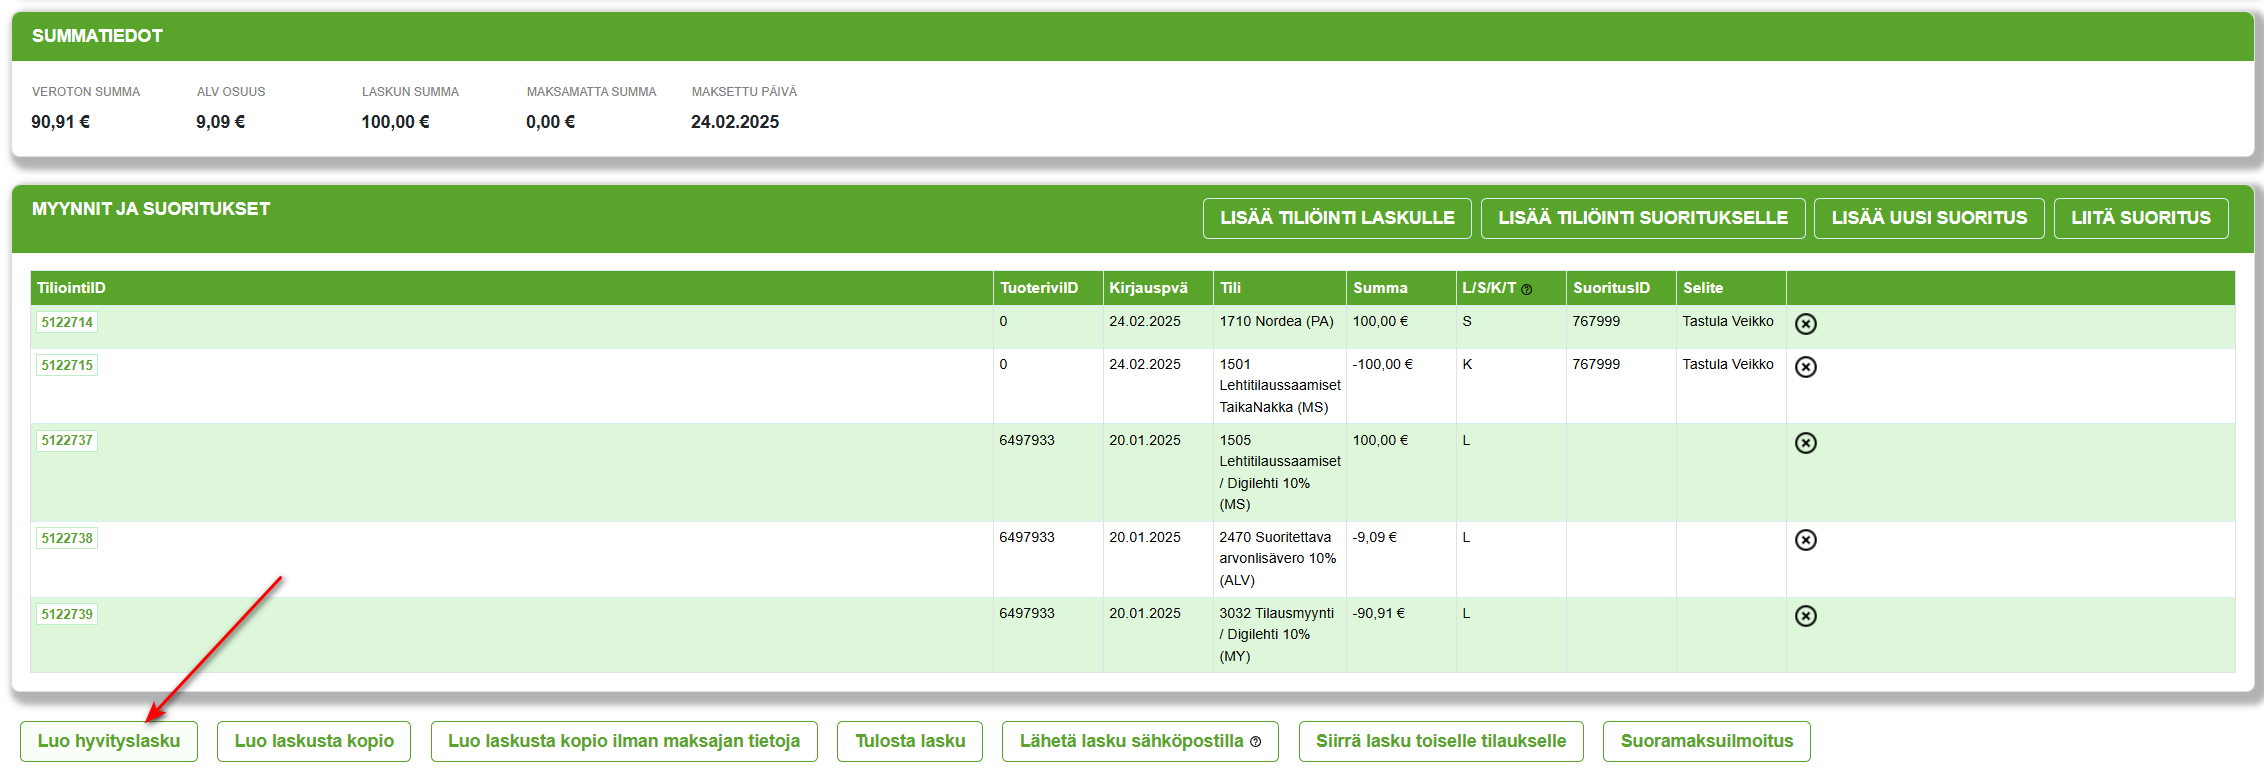 SUMMATIEDOT
VEROTON SUMMA ALV OSUUS LASKUN SUMMA MAKSAMATTA SUMMA MAKSETTU PÄIVÄ
90,91 € 9,09 € 100,00 € 0,00 € 24.02.2025
MYYNNIT JA SUORITUKSET LISÄÄ TILIÖINTI LASKULLE LISÄÄ TILIÖINTI SUORITUKSELLE LISÄÄ UUSI SUORITUS LIITÄ SUORITUS
TiliointiID TuoteriviID Kirjauspvä Tili Summa L/S/K/T SuoritusID Selite
5122714 0 24.02.2025 1710 Nordea (PA) 100,00 € S 767999 Tastula Veikko
5122715 0 24.02.2025 1501 -100,00 € K 767999 Tastula Veikko
Lehtitilaussaamiset
TaikaNakka (MS)
5122737 6497933 20.01.2025 1505 100,00 € L
Lehtitilaussaamiset
/ Digilehti 10%
(MS)
5122738 6497933 20.01.2025 2470 Suoritettava -9,09 € L
arvonlisävero 10%
(ALV)
5122739 6497933 20.01.2025 3032 Tilausmyynti -90,91 € L
/ Digilehti 10%
(MY)
Luo hyvityslasku Luo laskusta kopio Luo laskusta kopio ilman maksajan tietoja Tulosta lasku Lähetä lasku sähköpostilla Siirrä lasku toiselle tilaukselle Suoramaksuilmoitus